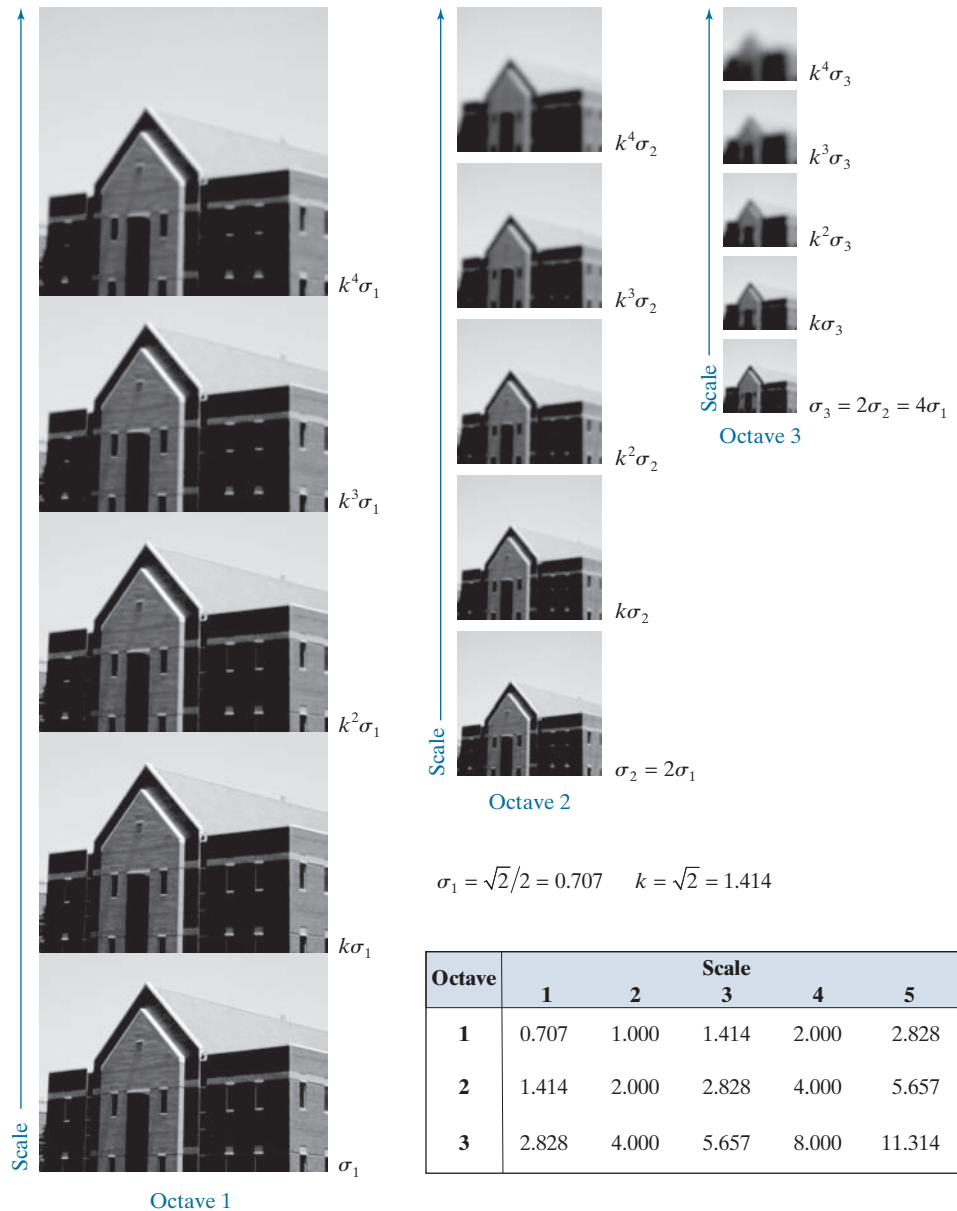 Scale
k⁴σ₁
k³σ₁
k²σ₁
kσ₁
σ₁
Octave 1
Scale
k⁴σ₂
k³σ₂
k²σ₂
kσ₂
σ₂ = 2σ₁
Octave 2
Scale
k⁴σ₃
k³σ₃
k²σ₃
kσ₃
σ₃ = 2σ₂ = 4σ₁
Octave 3
σ₁ = √2/2 = 0.707 k = √2 = 1.414
Octave Scale
1 2 3 4 5
1 0.707 1.000 1.414 2.000 2.828
2 1.414 2.000 2.828 4.000 5.657
3 2.828 4.000 5.657 8.000 11.314